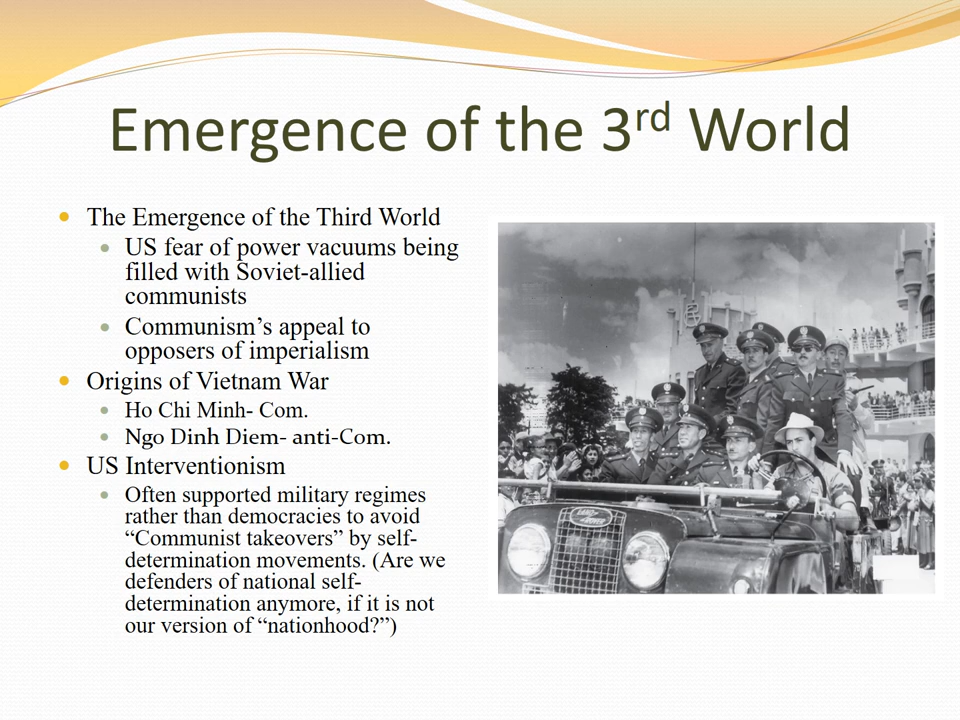 Emergence of the 3rd World
The Emergence of the Third World
US fear of power vacuums being
filled with Soviet-allied
communists
Communism’s appeal to
opposers of imperialism
Origins of Vietnam War
Ho Chi Minh- Com.
Ngo Dinh Diem- anti-Com.
US Interventionism
Often supported military regimes
rather than democracies to avoid
“Communist takeovers” by self-
determination movements. (Are we
defenders of national self-
determination anymore, if it is not
our version of “nationhood?”)
LAND
ROVER